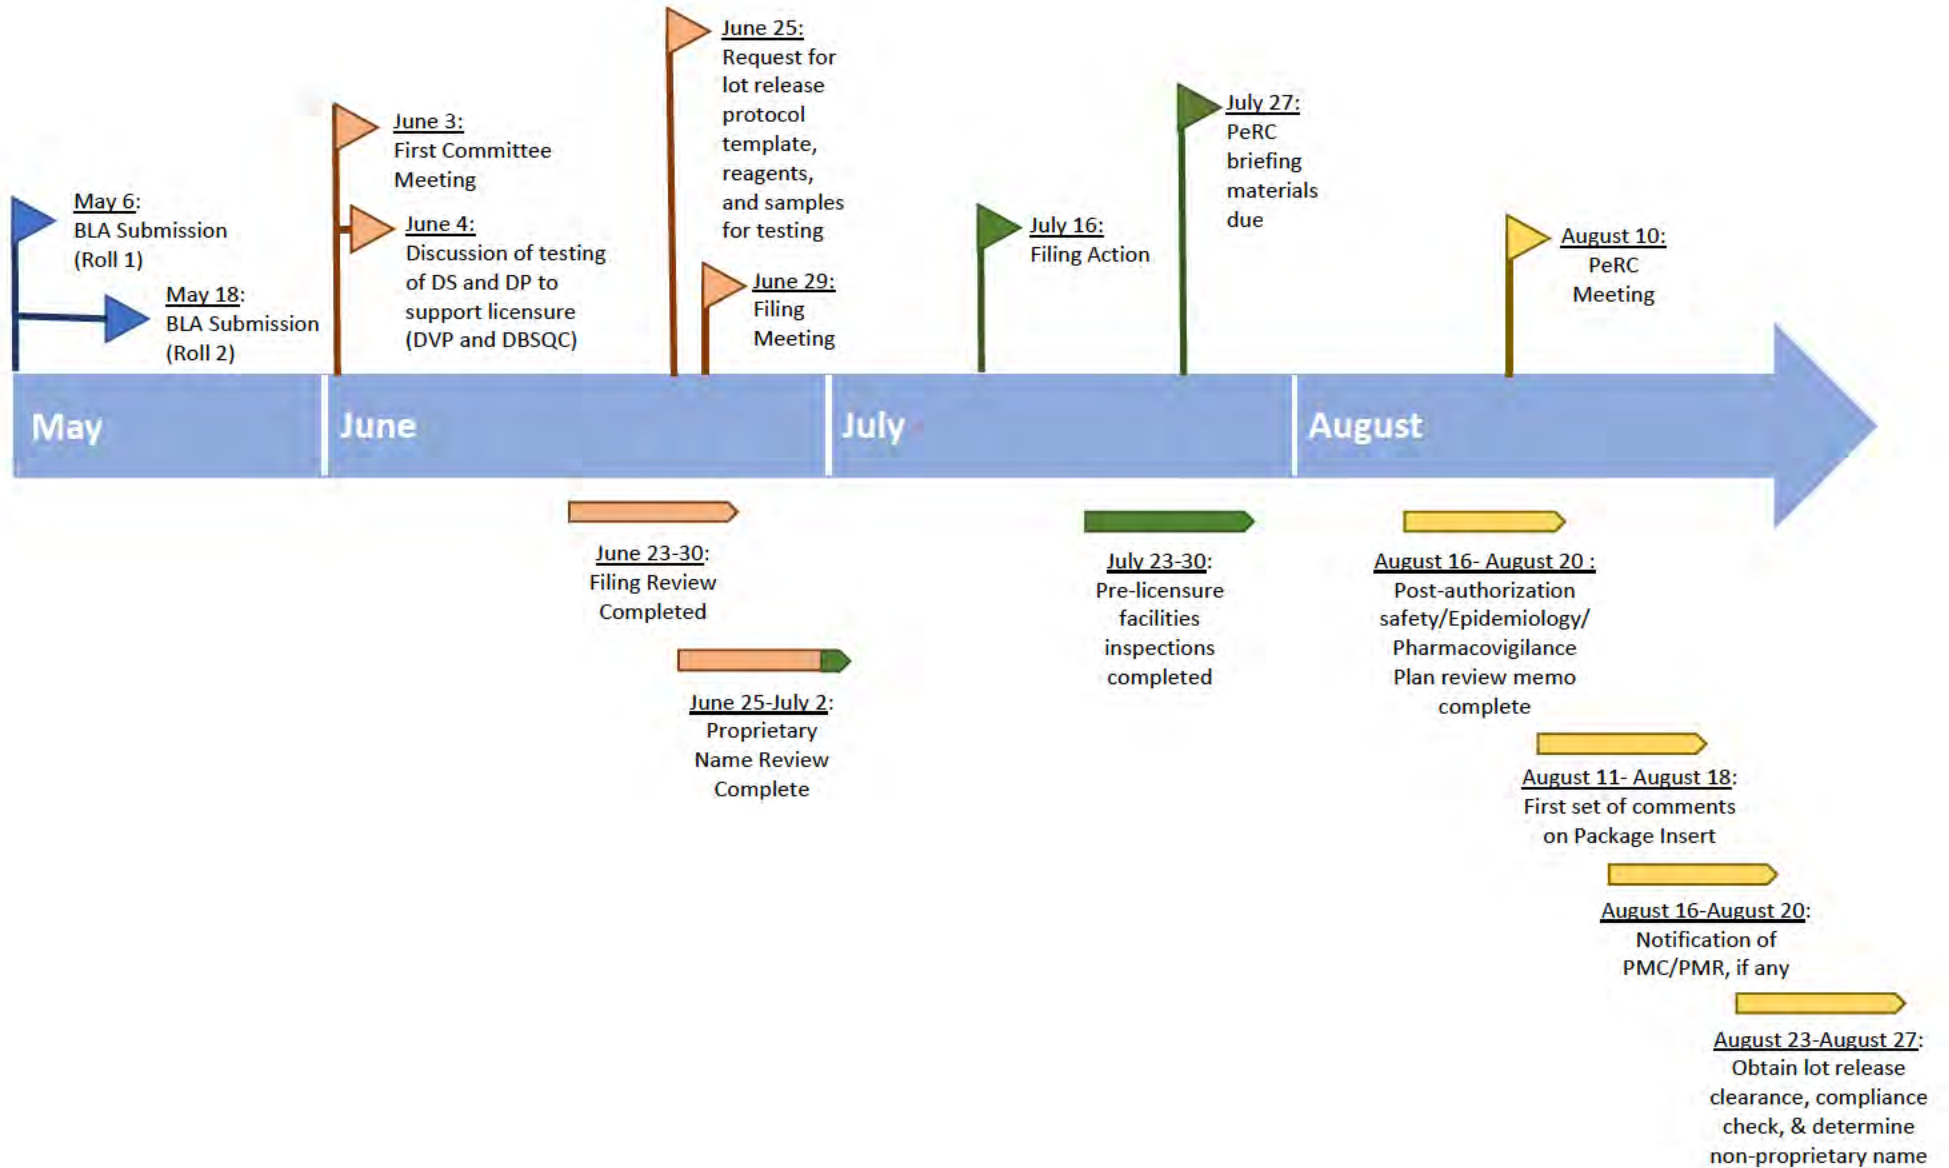 May 6:
BLA Submission
(Roll 1)
May 18:
BLA Submission
(Roll 2)
June 3:
First Committee
Meeting
June 4:
Discussion of testing
of DS and DP to
support licensure
(DVP and DBSQC)
June 25:
Request for
lot release
protocol
template,
reagents,
and samples
for testing
June 29:
Filing
Meeting
July 16:
Filing Action
July 27:
PeRC
briefing
materials
due
August 10:
PeRC
Meeting
May
June
July
August
June 23-30:
Filing Review
Completed
June 25-July 2:
Proprietary
Name Review
Complete
July 23-30:
Pre-licensure
facilities
inspections
completed
August 16- August 20 :
Post-authorization
safety/Epidemiology/
Pharmacovigilance
Plan review memo
complete
August 11- August 18:
First set of comments
on Package Insert
August 16-August 20:
Notification of
PMC/PMR, if any
August 23-August 27:
Obtain lot release
clearance, compliance
check, & determine
non-proprietary name